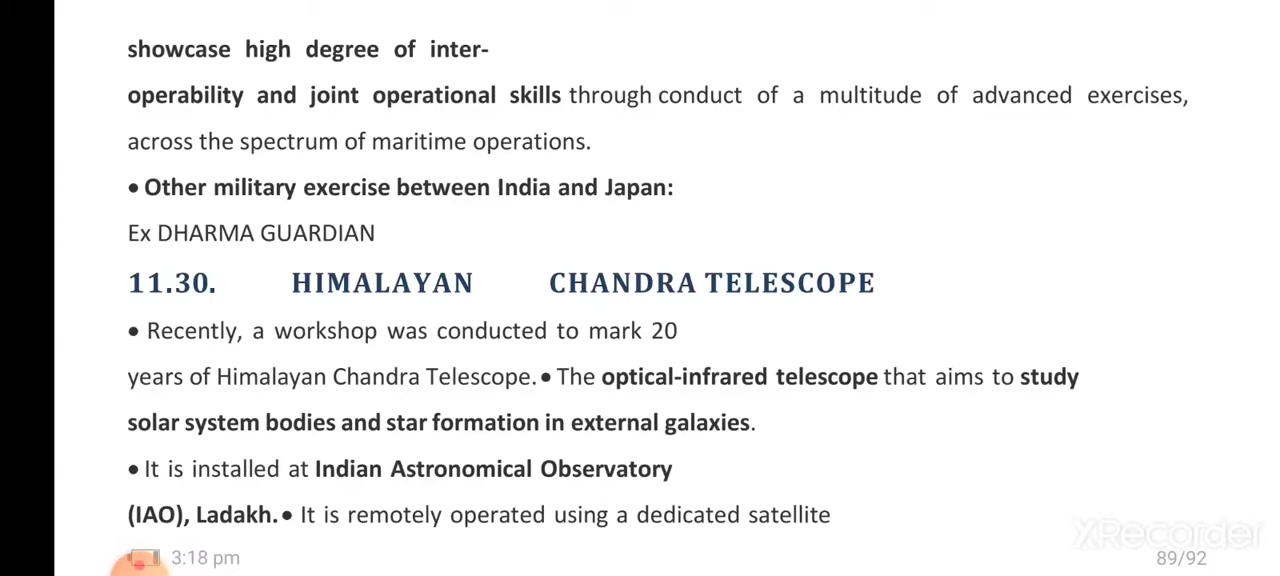 showcase high degree of inter-
operability and joint operational skills through conduct of a multitude of advanced exercises,
across the spectrum of maritime operations.
• Other military exercise between India and Japan:
Ex DHARMA GUARDIAN
11.30. HIMALAYAN CHANDRA TELESCOPE
• Recently, a workshop was conducted to mark 20
years of Himalayan Chandra Telescope.• The optical-infrared telescope that aims to study
solar system bodies and star formation in external galaxies.
• It is installed at Indian Astronomical Observatory
(IAO), Ladakh.• It is remotely operated using a dedicated satellite
XRecorder
3:18 pm 89/92